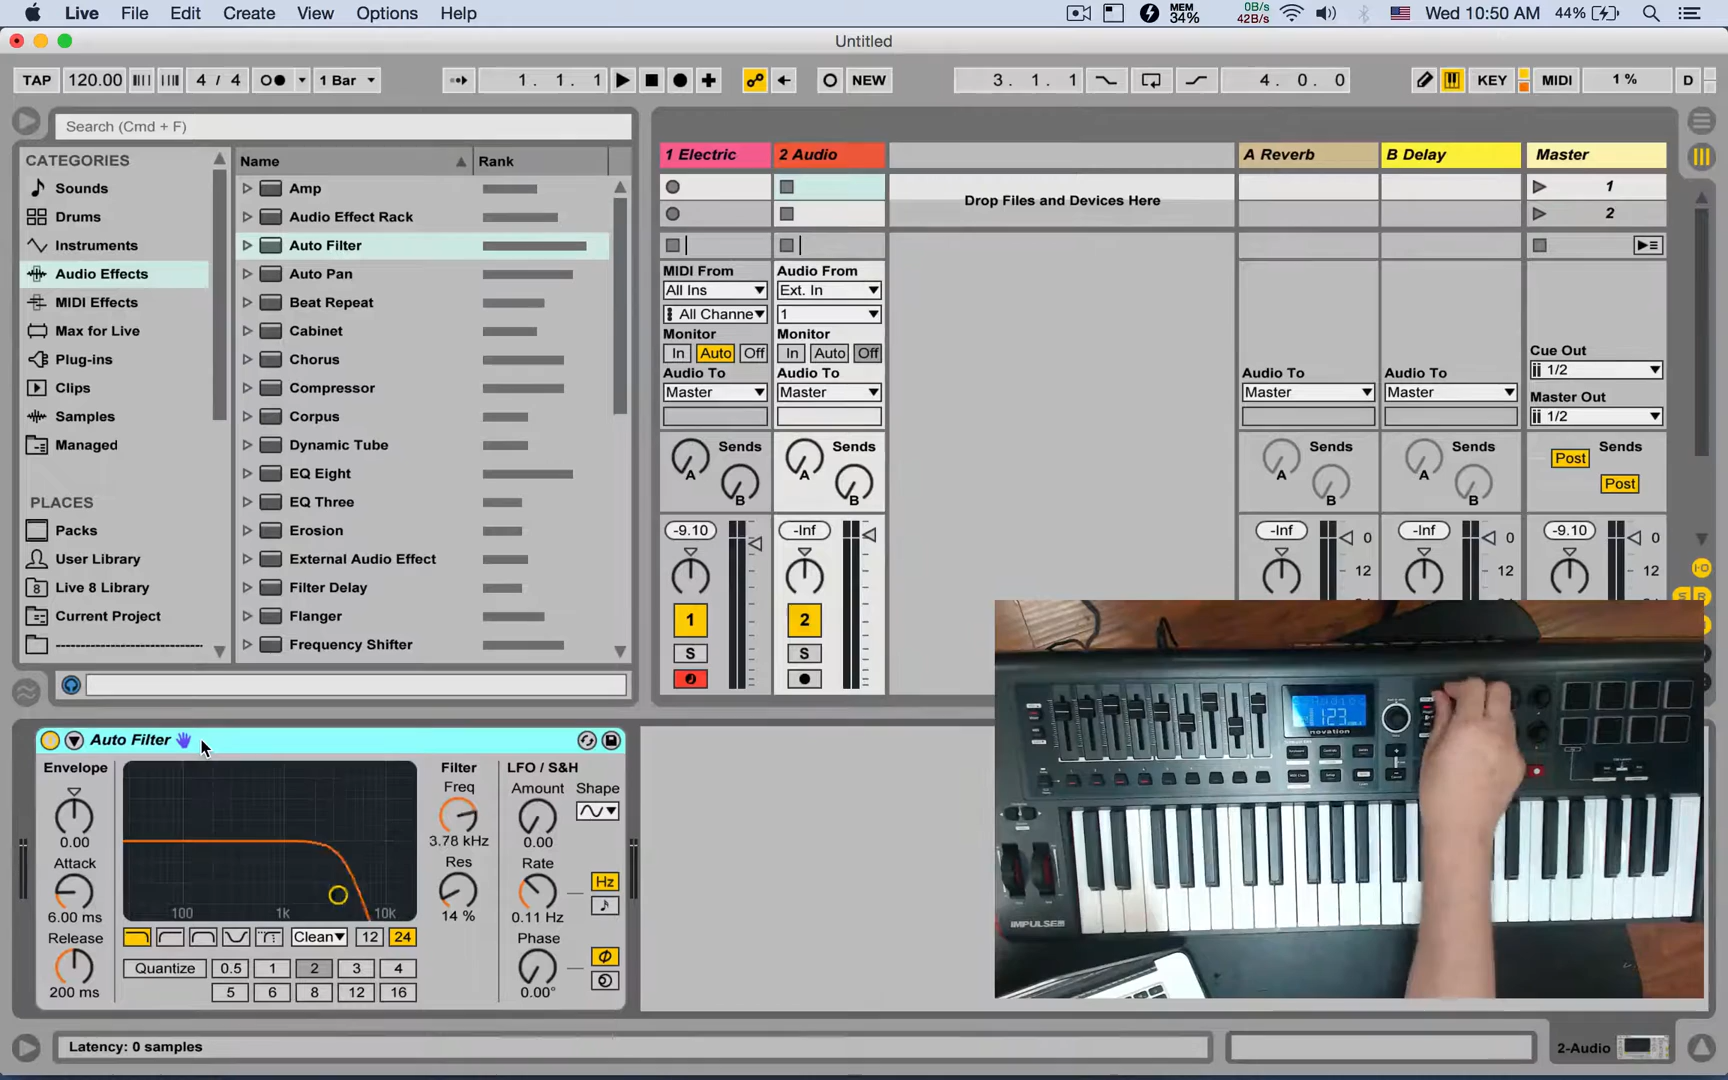 Live File Edit Create View Options Help MEM 34% 0B/s 42B/s Wed 10:50 AM 44%
Untitled
TAP 120.00 4 / 4 1 Bar 1. 1. 1 NEW 3. 1. 1 4. 0. 0 KEY MIDI 1 % D
Search (Cmd + F)
CATEGORIES
Sounds
Drums
Instruments
Audio Effects
MIDI Effects
Max for Live
Plug-ins
Clips
Samples
Managed
PLACES
Packs
User Library
Live 8 Library
Current Project
Name Rank
Amp
Audio Effect Rack
Auto Filter
Auto Pan
Beat Repeat
Cabinet
Chorus
Compressor
Corpus
Dynamic Tube
EQ Eight
EQ Three
Erosion
External Audio Effect
Filter Delay
Flanger
Frequency Shifter
1 Electric 2 Audio A Reverb B Delay Master
Drop Files and Devices Here
1
2
MIDI From Audio From
All Ins Ext. In
All Channe 1
Monitor Monitor
In Auto Off In Auto Off
Audio To Audio To Audio To Audio To
Master Master Master Master
Cue Out
1/2
Master Out
1/2
Sends Sends Sends Sends Sends
A B A B A B A B Post Post
-9.10 -Inf -Inf -Inf -9.10
0 0 0
12 12 12
1 2
S S
Auto Filter
Envelope
0.00
Attack
6.00 ms
Release
200 ms
100 1k 10k
Clean 12 24
Quantize 0.5 1 2 3 4
5 6 8 12 16
Filter
Freq
3.78 kHz
Res
14 %
LFO / S&H
Amount Shape
0.00
Rate
Hz
0.11 Hz
Phase
0.00°
novation
123
IMPULSE
Latency: 0 samples
2-Audio